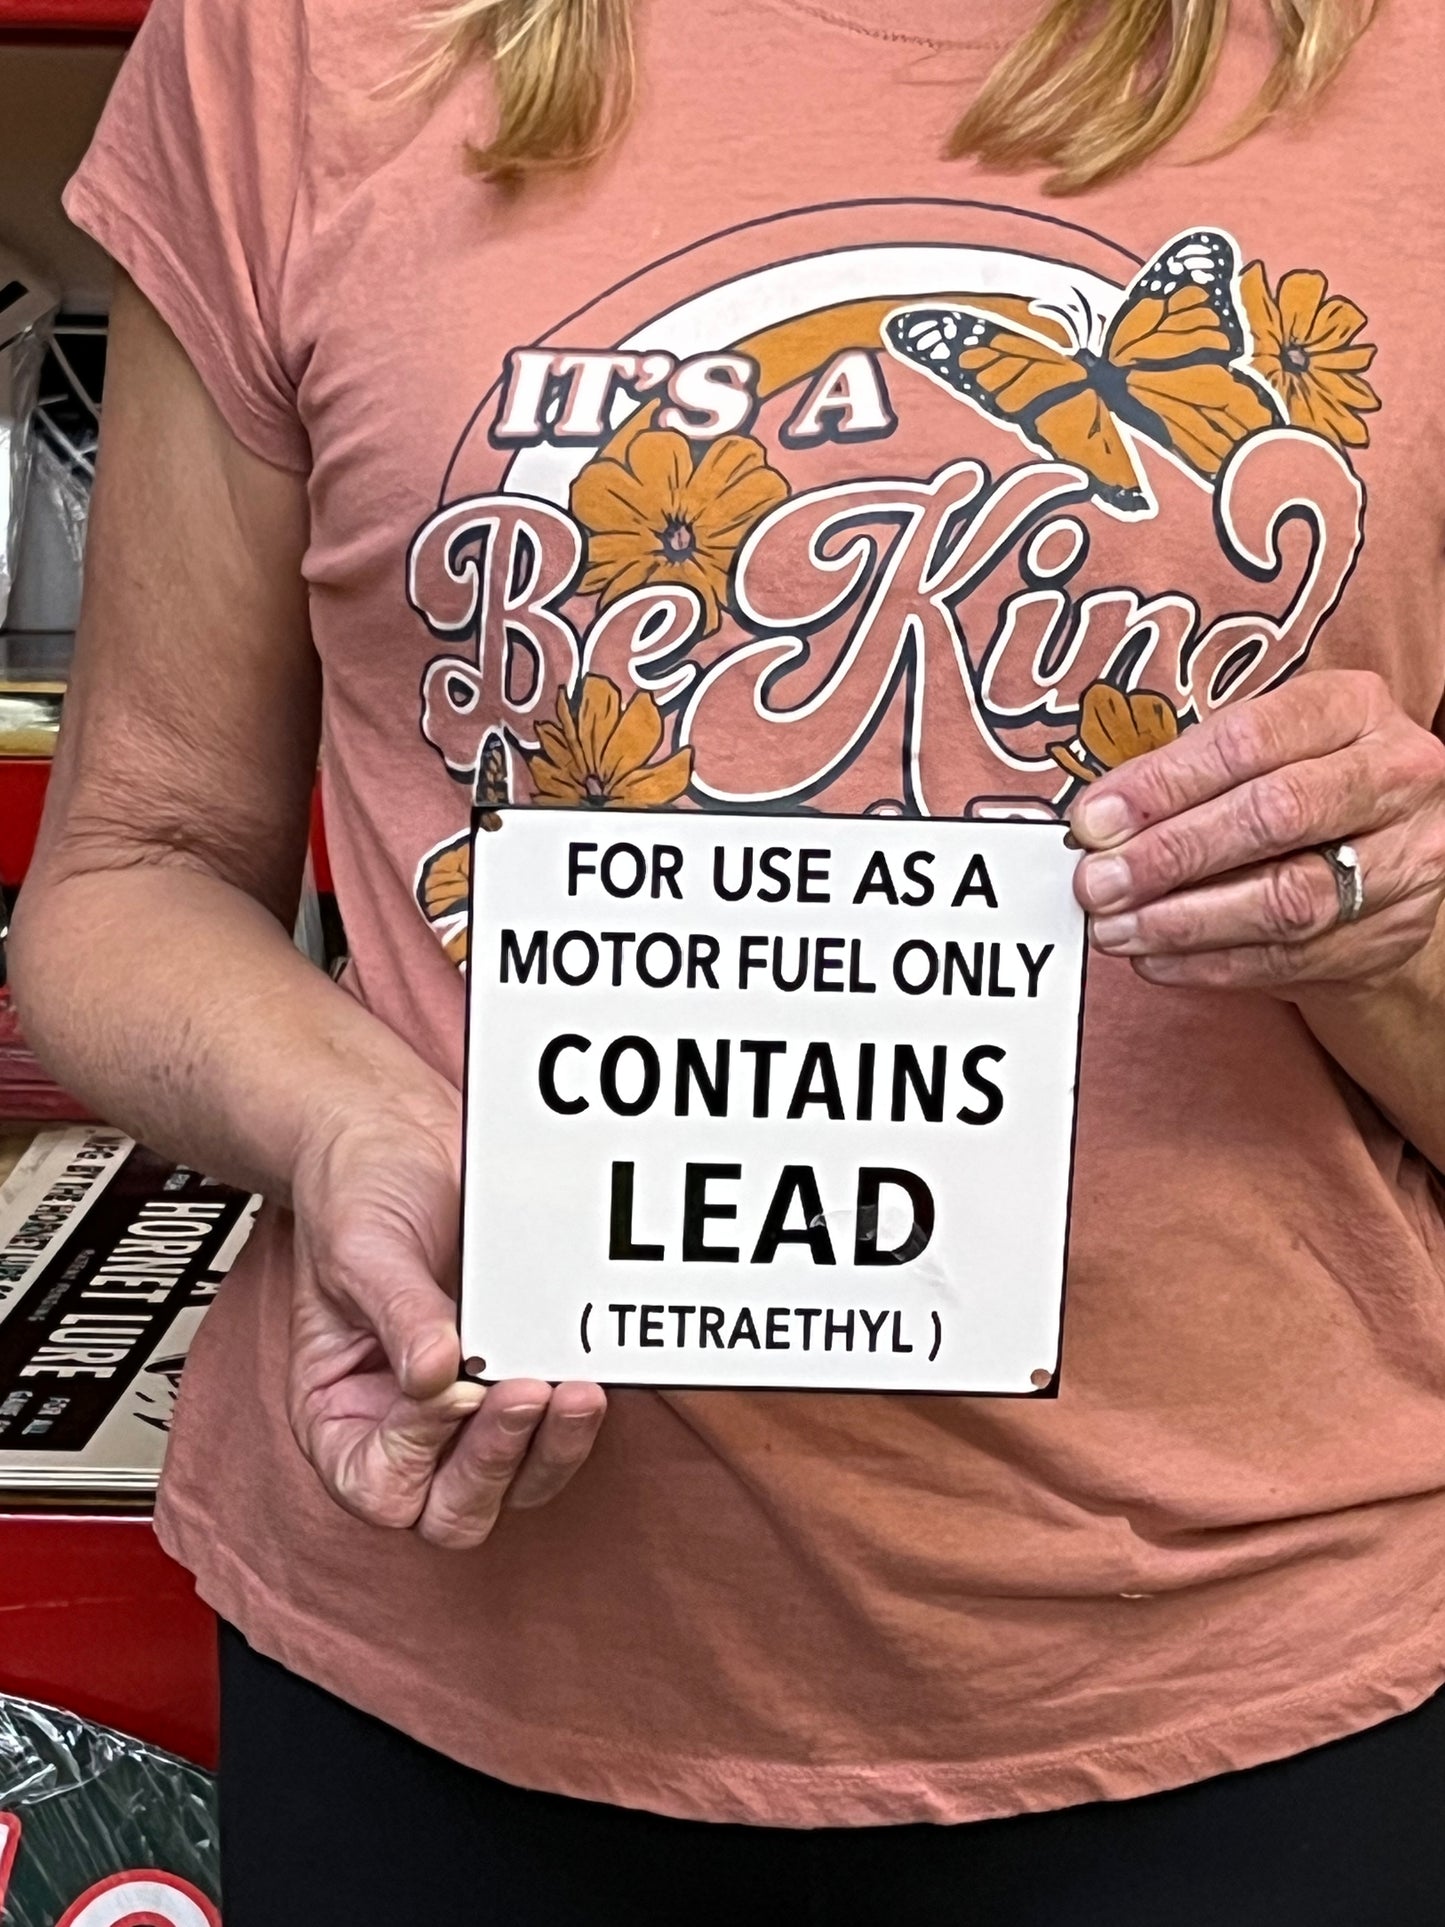 IT'S A
Be Kind
FOR USE AS A
MOTOR FUEL ONLY
CONTAINS
LEAD
( TETRAETHYL )
HORNET LURE